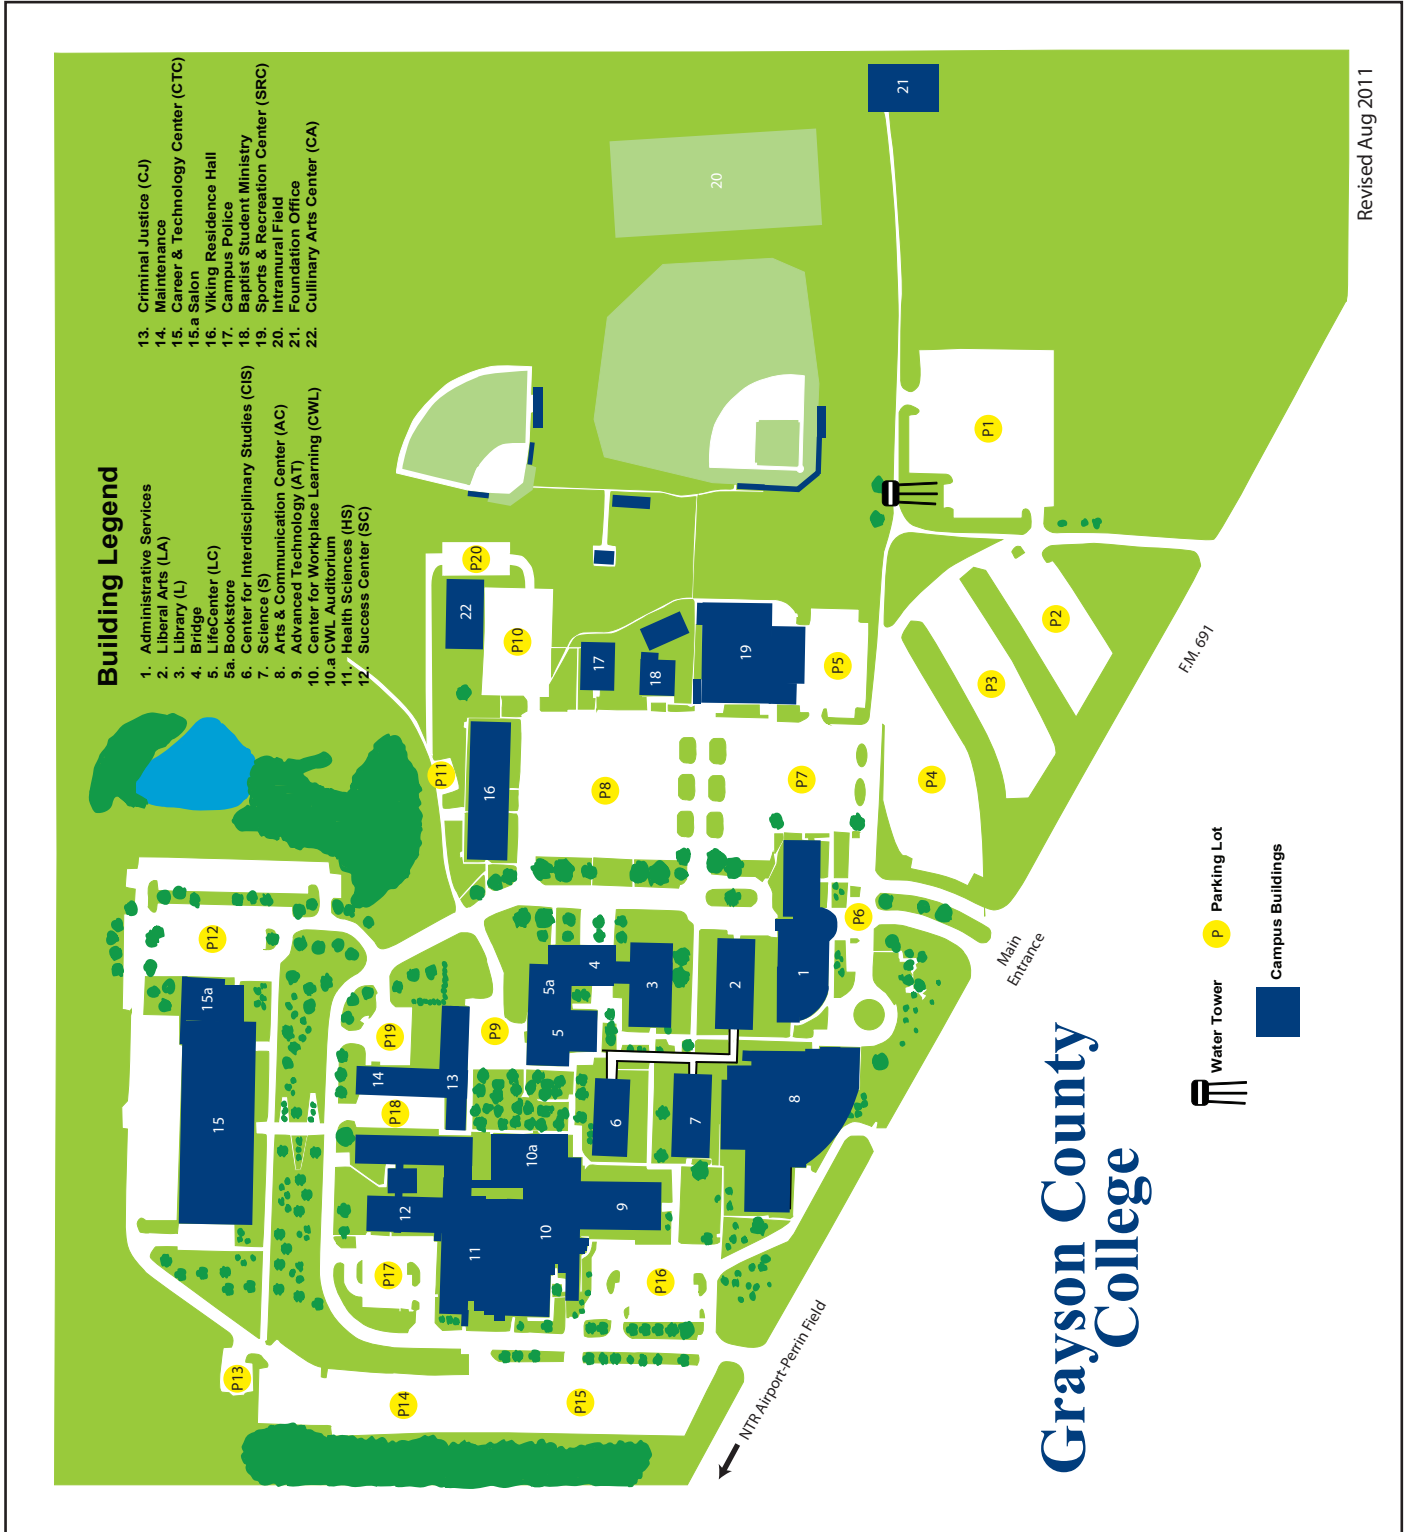 Building Legend
1. Administrative Services
2. Liberal Arts (LA)
3. Library (L)
4. Bridge
5. LifeCenter (LC)
5a. Bookstore
6. Center for Interdisciplinary Studies (CIS)
7. Science (S)
8. Arts & Communication Center (AC)
9. Advanced Technology (AT)
10. Center for Workplace Learning (CWL)
10.a CWL Auditorium
11. Health Sciences (HS)
12. Success Center (SC)
13. Criminal Justice (CJ)
14. Maintenance
15. Career & Technology Center (CTC)
15.a Salon
16. Viking Residence Hall
17. Campus Police
18. Baptist Student Ministry
19. Sports & Recreation Center (SRC)
20. Intramural Field
21. Foundation Office
22. Cullinary Arts Center (CA)
P13
P14
P15
P12
15a
15
P17
P19
P18
14
13
12
11
10a
10
9
P16
P9
5a
5
4
3
2
1
6
7
8
P6
P11
16
P8
P7
P4
P20
22
P10
17
18
19
P5
P3
P2
P1
20
21
NTR Airport-Perrin Field
Main
Entrance
F.M. 691
Grayson County
College
Water Tower
P Parking Lot
Campus Buildings
Revised Aug 2011